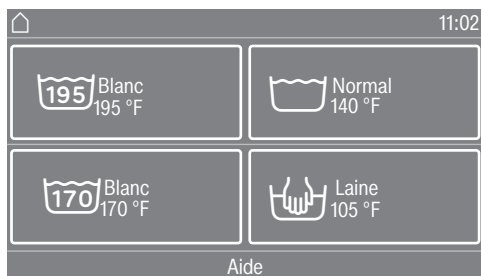 11:02
195 Blanc
195 °F
Normal
140 °F
170 Blanc
170 °F
Laine
105 °F
Aide